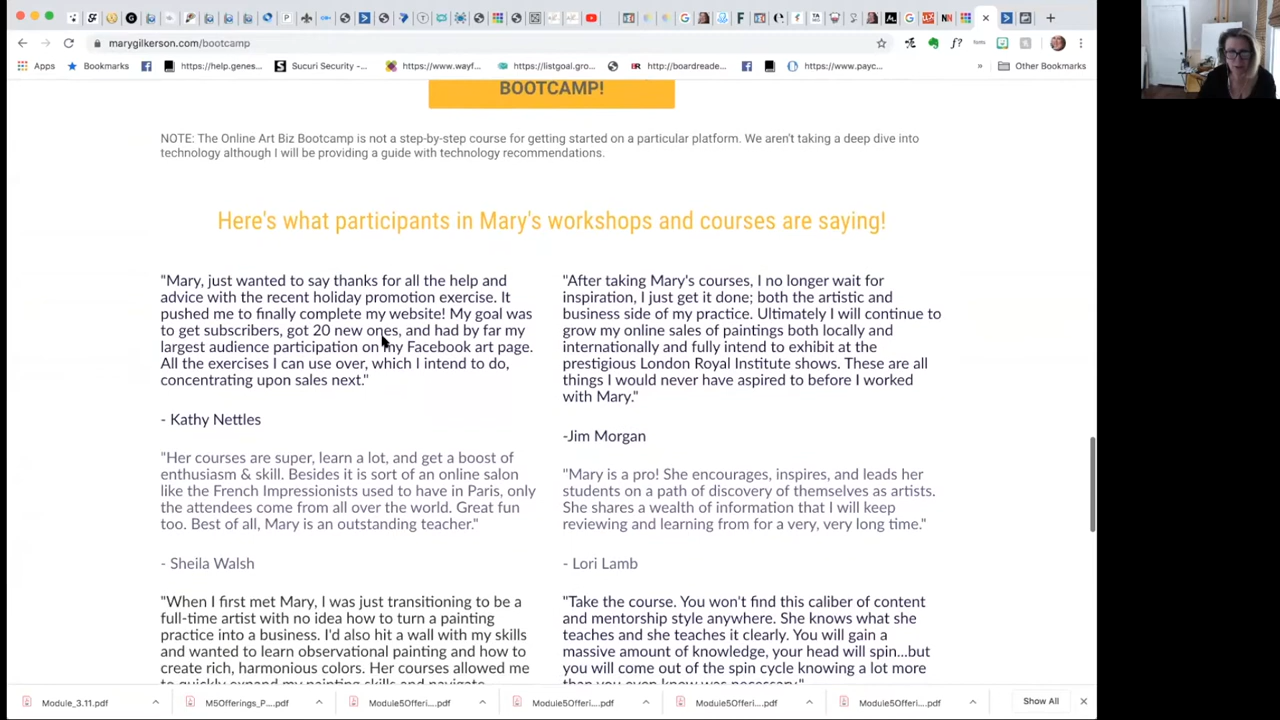 marygilkerson.com/bootcamp
Apps
Bookmarks
https://help.genes...
Sucuri Security -...
https://www.wayf...
https://listgoal.gro...
http://boardreade...
https://www.payc...
»
Other Bookmarks
BOOTCAMP!
NOTE: The Online Art Biz Bootcamp is not a step-by-step course for getting started on a particular platform. We aren't taking a deep dive into
technology although I will be providing a guide with technology recommendations.
Here's what participants in Mary's workshops and courses are saying!
"Mary, just wanted to say thanks for all the help and
advice with the recent holiday promotion exercise. It
pushed me to finally complete my website! My goal was
to get subscribers, got 20 new ones, and had by far my
largest audience participation on my Facebook art page.
All the exercises I can use over, which I intend to do,
concentrating upon sales next."
- Kathy Nettles
"Her courses are super, learn a lot, and get a boost of
enthusiasm & skill. Besides it is sort of an online salon
like the French Impressionists used to have in Paris, only
the attendees come from all over the world. Great fun
too. Best of all, Mary is an outstanding teacher."
- Sheila Walsh
"When I first met Mary, I was just transitioning to be a
full-time artist with no idea how to turn a painting
practice into a business. I'd also hit a wall with my skills
and wanted to learn observational painting and how to
create rich, harmonious colors. Her courses allowed me
to quickly expand my painting skills and navigate
"After taking Mary's courses, I no longer wait for
inspiration, I just get it done; both the artistic and
business side of my practice. Ultimately I will continue to
grow my online sales of paintings both locally and
internationally and fully intend to exhibit at the
prestigious London Royal Institute shows. These are all
things I would never have aspired to before I worked
with Mary."
-Jim Morgan
"Mary is a pro! She encourages, inspires, and leads her
students on a path of discovery of themselves as artists.
She shares a wealth of information that I will keep
reviewing and learning from for a very, very long time."
- Lori Lamb
"Take the course. You won't find this caliber of content
and mentorship style anywhere. She knows what she
teaches and she teaches it clearly. You will gain a
massive amount of knowledge, your head will spin...but
you will come out of the spin cycle knowing a lot more
than you even knew was necessary."
Module_3.11.pdf
M5Offerings_P....pdf
Module5Offeri....pdf
Module5Offeri....pdf
Module5Offeri....pdf
Module5Offeri....pdf
Show All